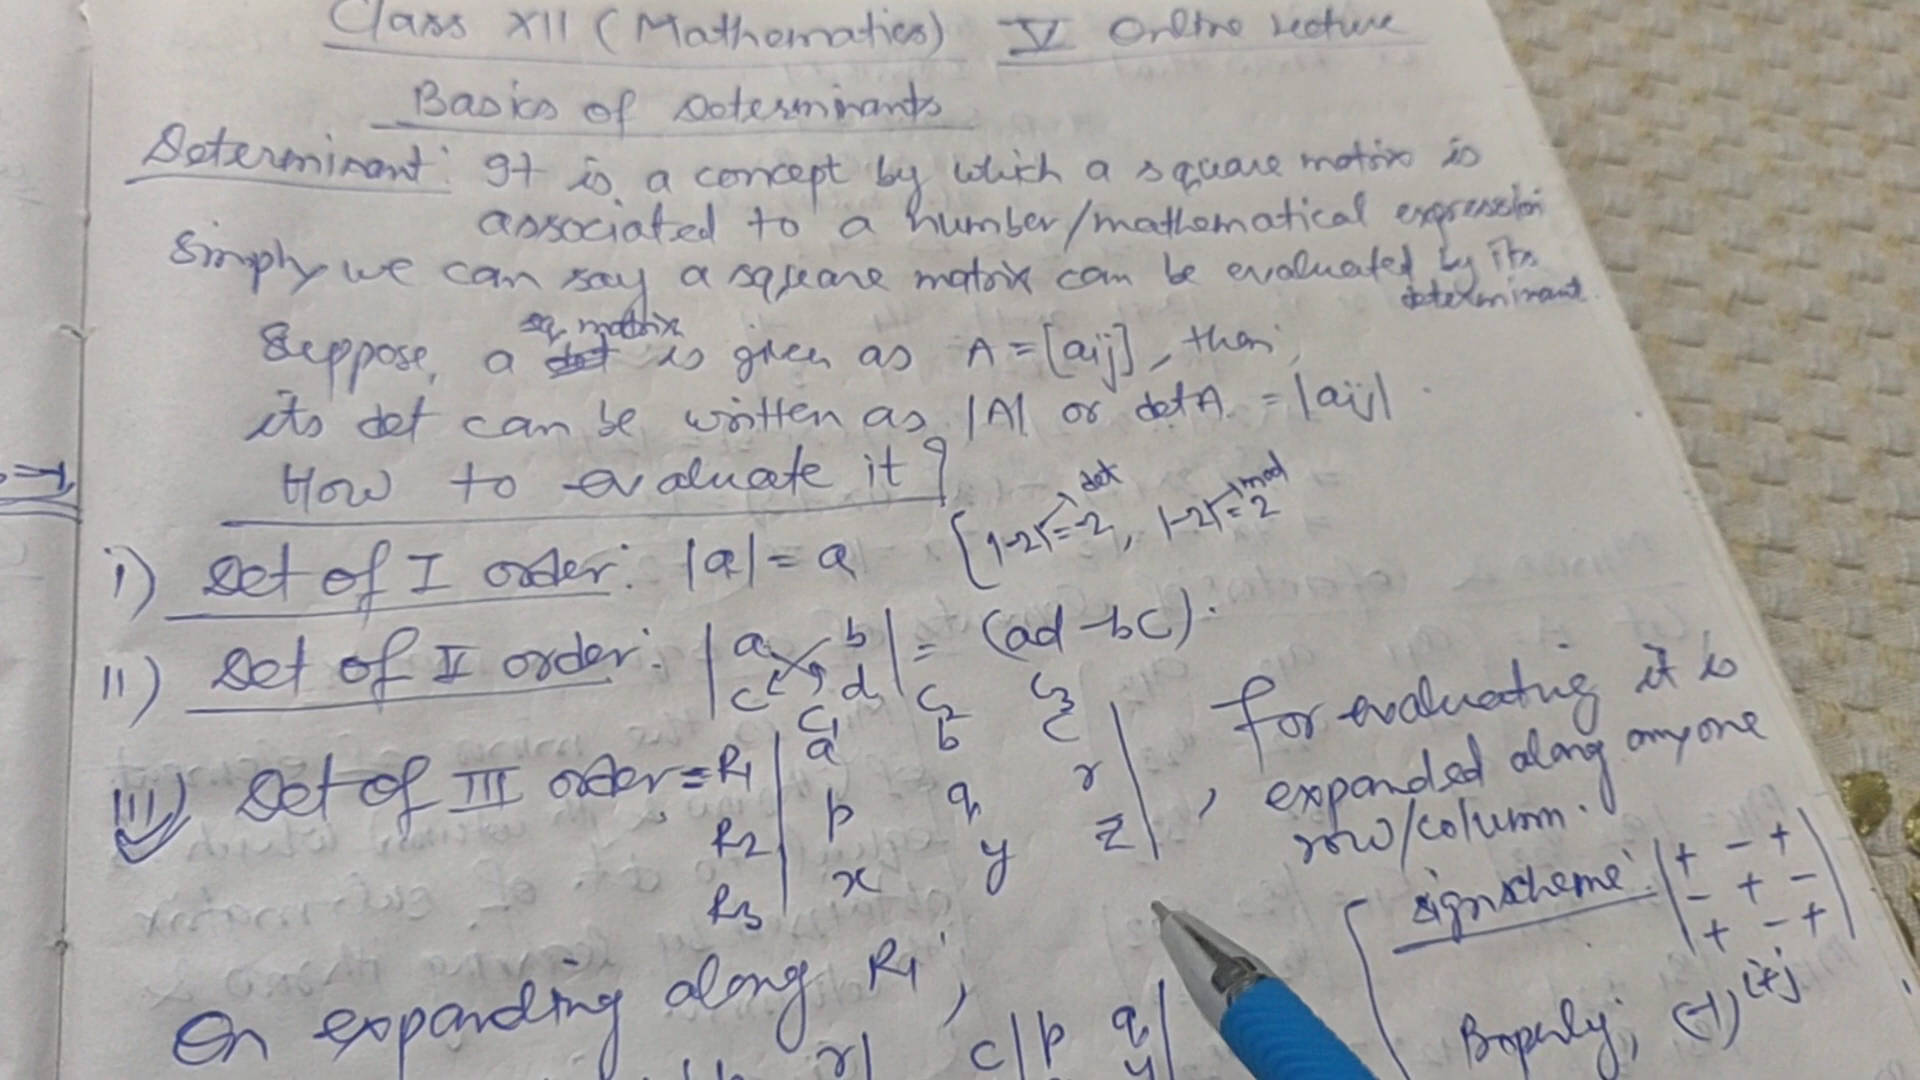 Class XII (Mathematics) V Online Lecture
Basics of Determinants
Determinant: It is a concept by which a square matrix is
associated to a number/mathematical expression
Simply we can say a square matrix can be evaluated by its
determinant.
sq. matrix
Suppose, a is given as A = [aij], then;
its det can be written as |A| or det A = |aij|
How to evaluate it?
i) Det of I order: |a| = a [|-2| = -2, |-2| = 2
det mod
ii) Det of II order: |a b| = (ad - bc).
c d
C1 C2 C3
iii) Det of III order = R1 |a b c|
R2 p q r
R3 x y z
, for evaluating it is
expanded along any one
row/column.
sign scheme: |+ - +
- + -
+ - +|
Properly; (-1)^i+j
On expanding along R1,
r| c|p q|
y